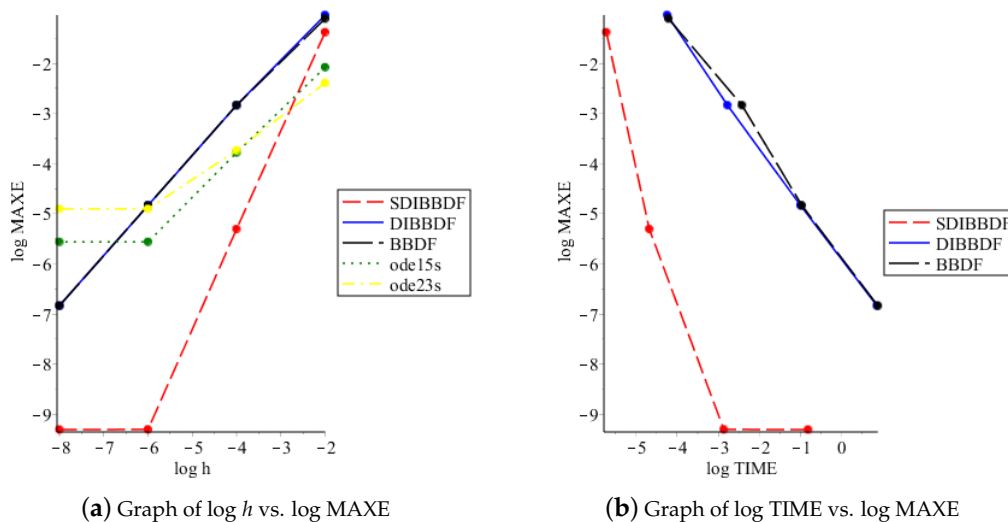 −2
−3
−4
−5
−6
−7
−8
−9
log MAXE
−8 −7 −6 −5 −4 −3 −2
log h
SDIBBDF
DIBBDF
BBDF
ode15s
ode23s
(a) Graph of log h vs. log MAXE
−2
−3
−4
−5
−6
−7
−8
−9
log MAXE
−5 −4 −3 −2 −1 0
log TIME
SDIBBDF
DIBBDF
BBDF
(b) Graph of log TIME vs. log MAXE